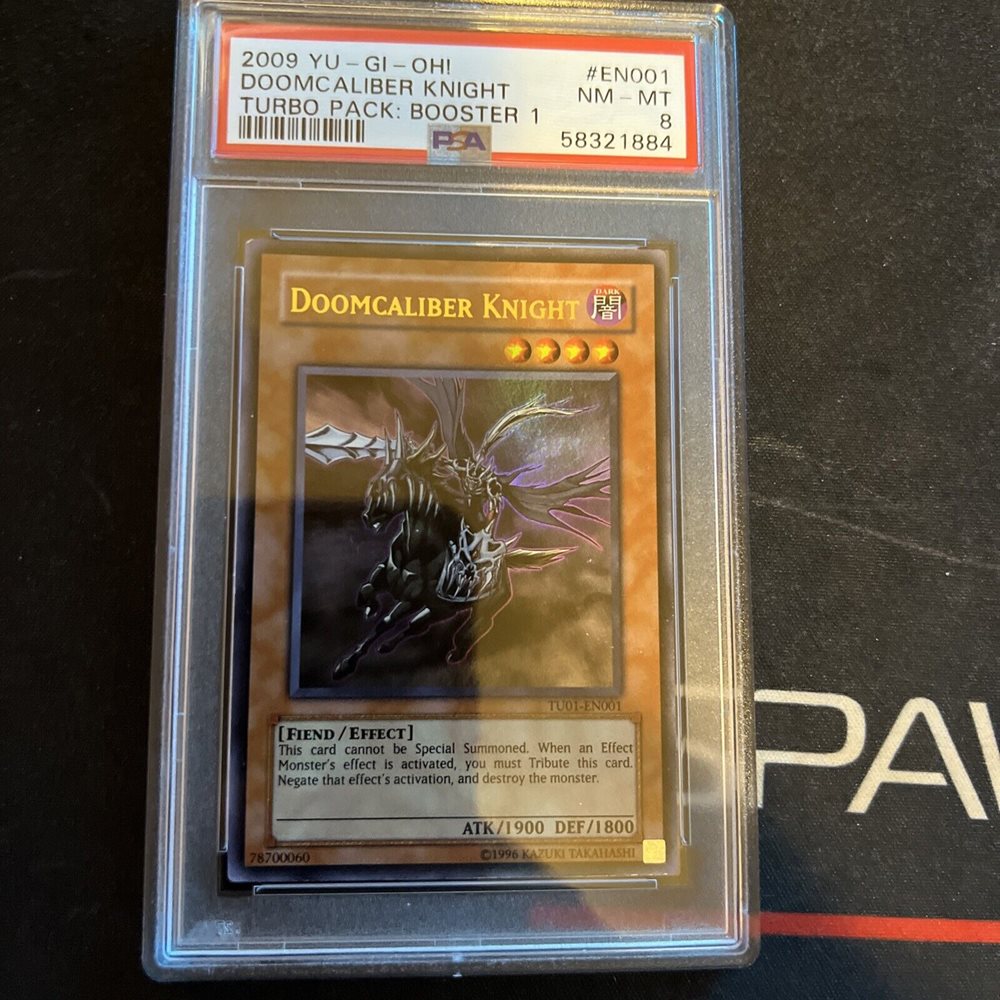 2009 YU-GI-OH!
#EN001
DOOMCALIBER KNIGHT
NM-MT
TURBO PACK: BOOSTER 1
8
PSA
58321884
DOOMCALIBER KNIGHT
DARK
闇
TU01-EN001
[FIEND/EFFECT]
This card cannot be Special Summoned. When an Effect
Monster's effect is activated, you must Tribute this card.
Negate that effect's activation, and destroy the monster.
ATK/1900 DEF/1800
78700060
©1996 KAZUKI TAKAHASHI